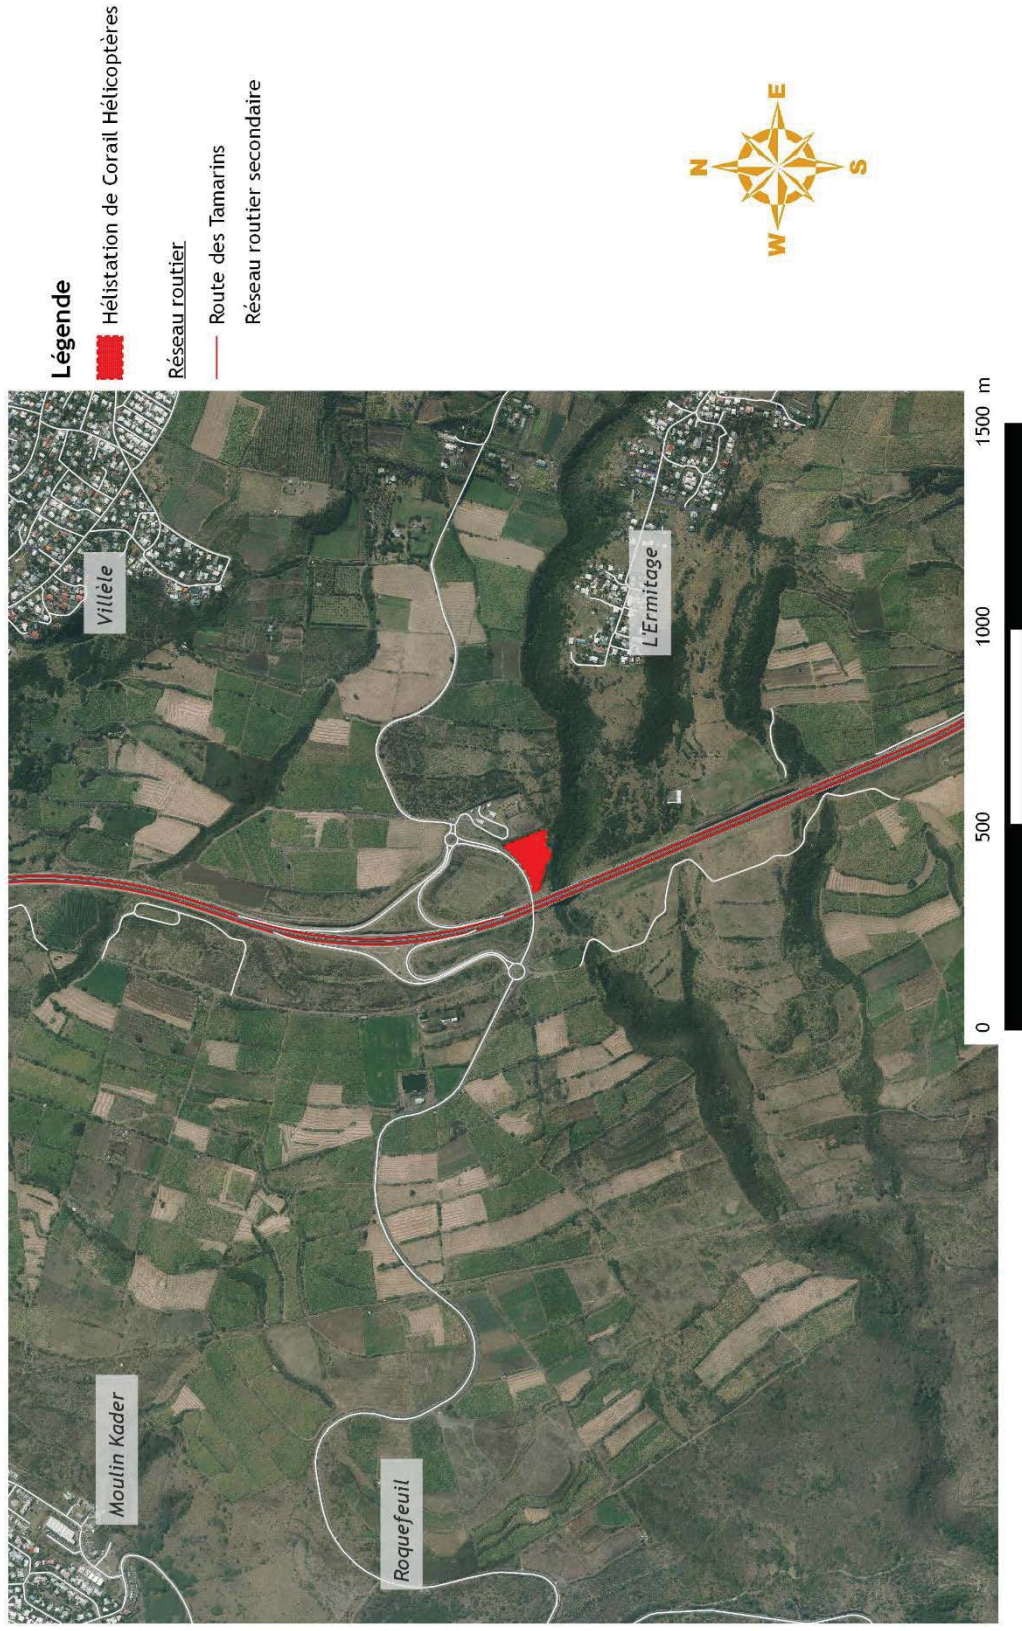 Légende
Hélistation de Corail Hélicoptères
Réseau routier
Route des Tamarins
Réseau routier secondaire
N
W
E
S
Villèle
L'Ermitage
Moulin Kader
Roquefeuil
0
500
1000
1500 m